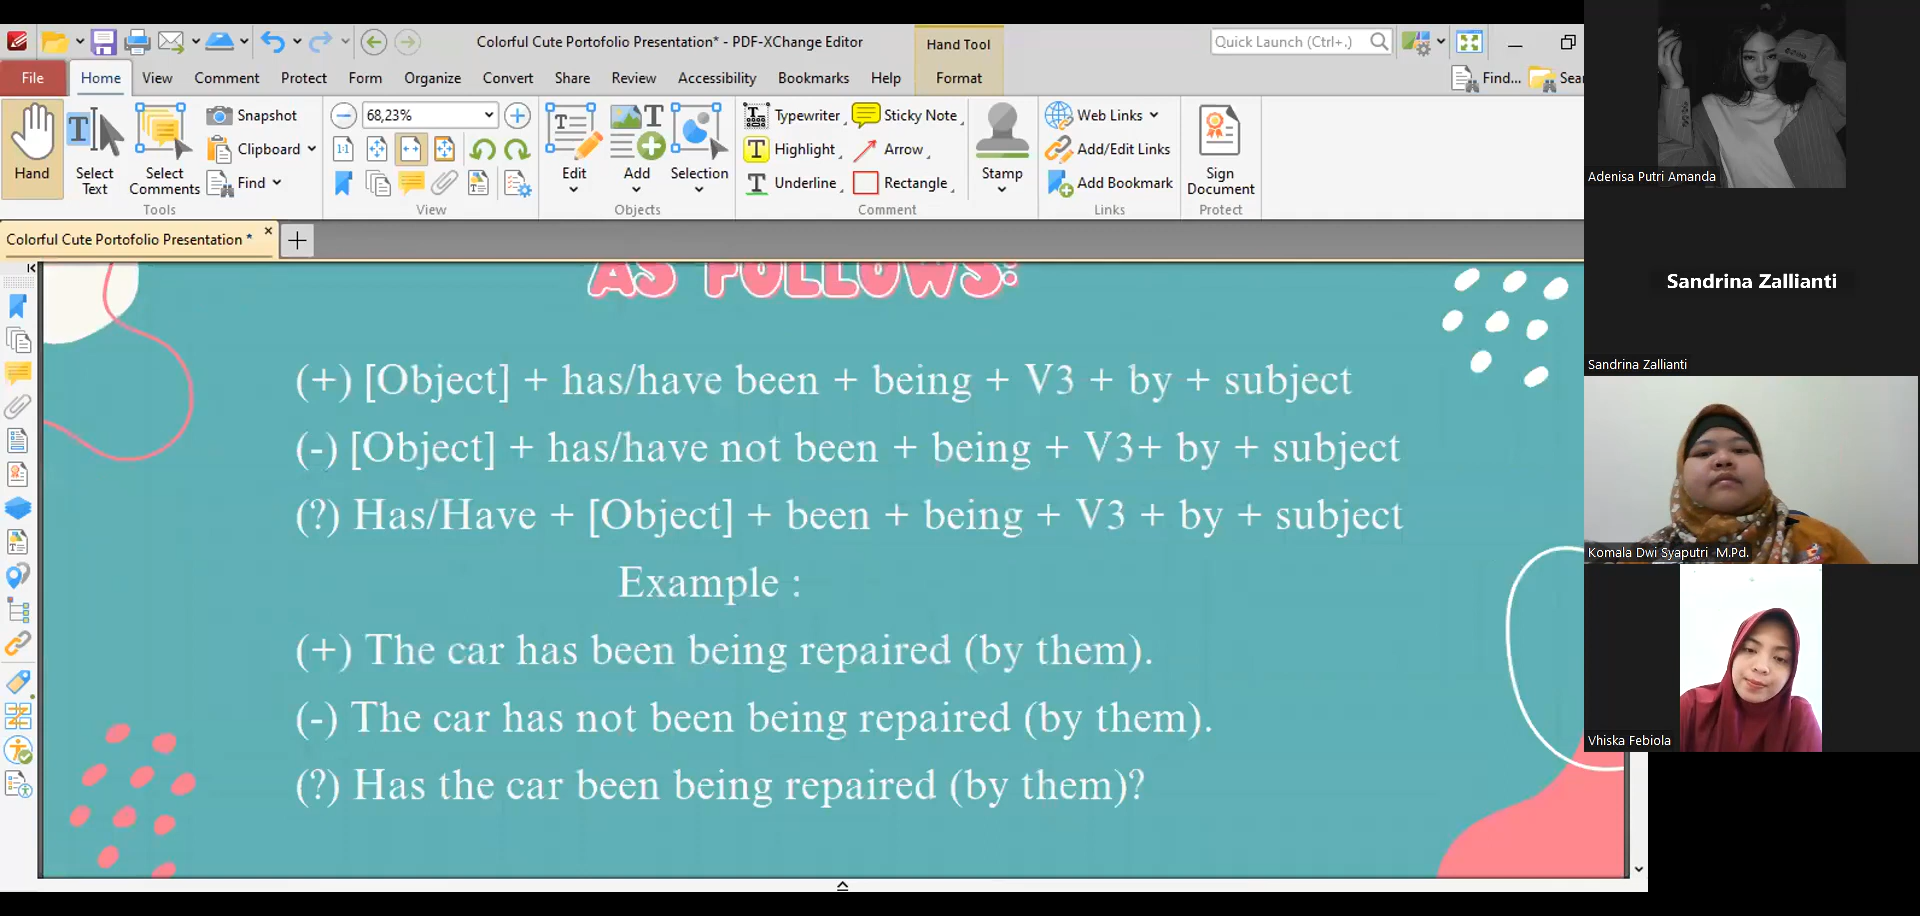 Colorful Cute Portofolio Presentation* - PDF-XChange Editor
Hand Tool
Quick Launch (Ctrl+.)
File Home View Comment Protect Form Organize Convert Share Review Accessibility Bookmarks Help Format
Find...
Sear
Hand
Select Text
Select Comments
Snapshot
Clipboard
Find
Tools
68,23%
1:1
View
Edit
Add
Selection
Objects
Typewriter
Highlight
Underline
Sticky Note
Arrow
Rectangle
Comment
Stamp
Web Links
Add/Edit Links
Add Bookmark
Links
Sign Document
Protect
Colorful Cute Portofolio Presentation *
AS FOLLOWS:
(+) [Object] + has/have been + being + V3 + by + subject
(-) [Object] + has/have not been + being + V3+ by + subject
(?) Has/Have + [Object] + been + being + V3 + by + subject
Example :
(+) The car has been being repaired (by them).
(-) The car has not been being repaired (by them).
(?) Has the car been being repaired (by them)?
Adenisa Putri Amanda
Sandrina Zallianti
Sandrina Zallianti
Komala Dwi Syaputri M.Pd.
Vhiska Febiola